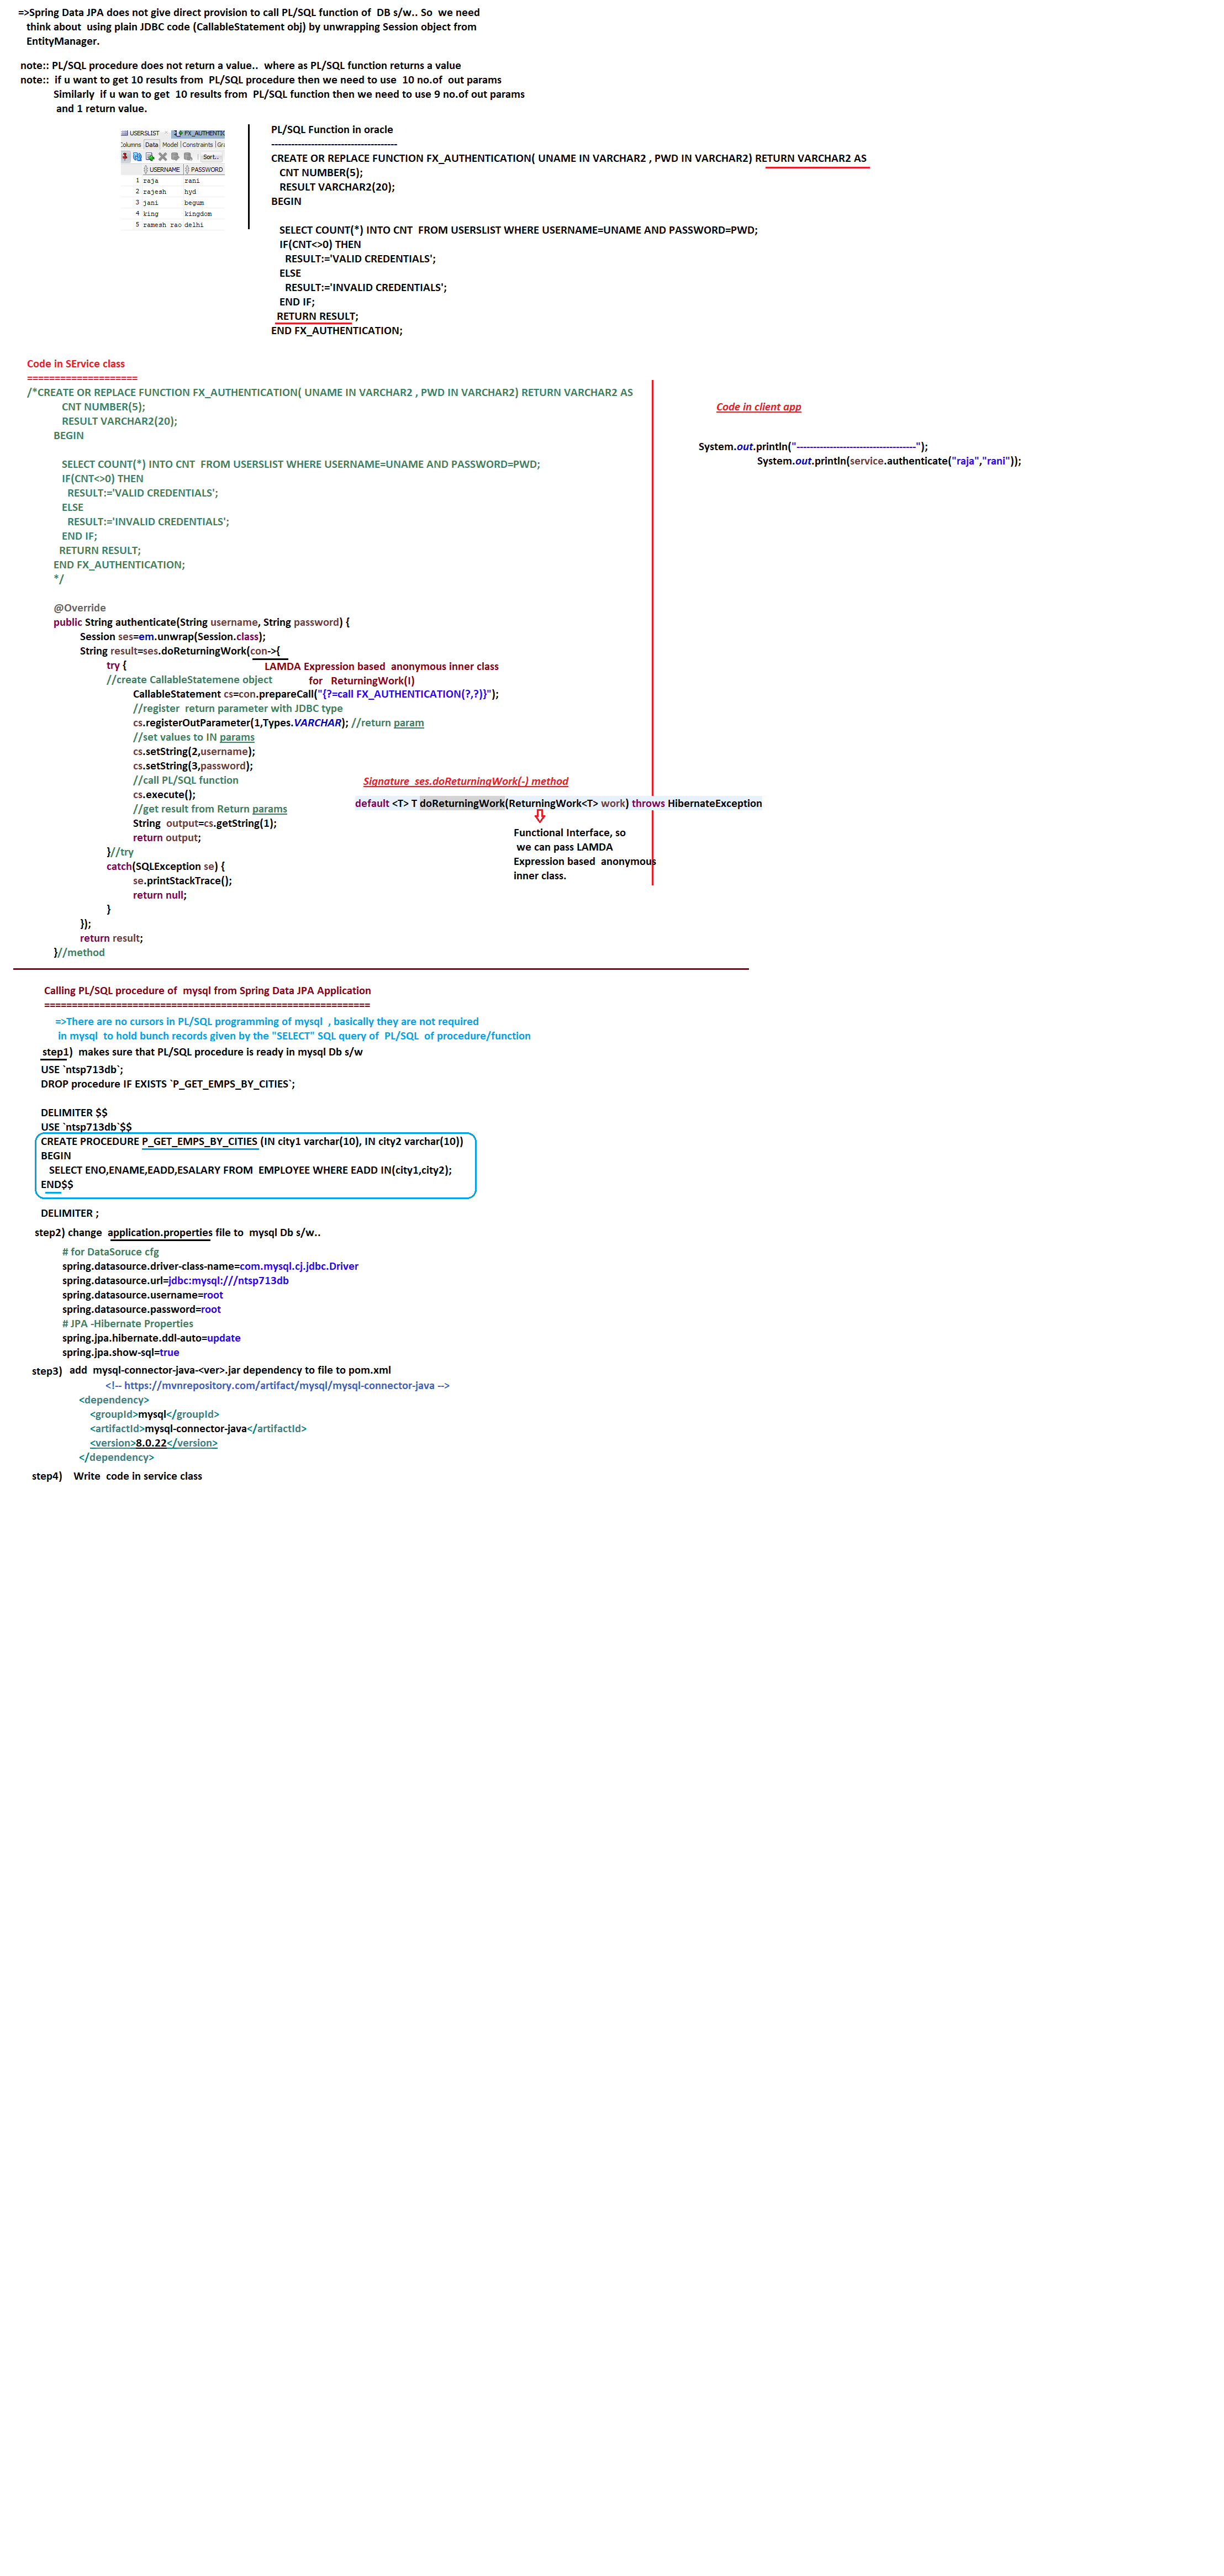 =>Spring Data JPA does not give direct provision to call PL/SQL function of  DB s/w.. So  we need
think about  using plain JDBC code (CallableStatement obj) by unwrapping Session object from
EntityManager.
note:: PL/SQL procedure does not return a value..  where as PL/SQL function returns a value
note::  if u want to get 10 results from  PL/SQL procedure then we need to use  10 no.of  out params
Similarly  if u wan to get  10 results from  PL/SQL function then we need to use 9 no.of out params
and 1 return value.
USERSLIST FX_AUTHENTIC
Columns Data Model Constraints Gra
Sort..
USERNAME PASSWORD
1 raja rani
2 rajesh hyd
3 jani begum
4 king kingdom
5 ramesh rao delhi
PL/SQL Function in oracle
--------------------------------------
CREATE OR REPLACE FUNCTION FX_AUTHENTICATION( UNAME IN VARCHAR2 , PWD IN VARCHAR2) RETURN VARCHAR2 AS
CNT NUMBER(5);
RESULT VARCHAR2(20);
BEGIN
SELECT COUNT(*) INTO CNT  FROM USERSLIST WHERE USERNAME=UNAME AND PASSWORD=PWD;
IF(CNT<>0) THEN
RESULT:='VALID CREDENTIALS';
ELSE
RESULT:='INVALID CREDENTIALS';
END IF;
RETURN RESULT;
END FX_AUTHENTICATION;
Code in SErvice class
====================
/*CREATE OR REPLACE FUNCTION FX_AUTHENTICATION( UNAME IN VARCHAR2 , PWD IN VARCHAR2) RETURN VARCHAR2 AS
CNT NUMBER(5);
RESULT VARCHAR2(20);
BEGIN
SELECT COUNT(*) INTO CNT  FROM USERSLIST WHERE USERNAME=UNAME AND PASSWORD=PWD;
IF(CNT<>0) THEN
RESULT:='VALID CREDENTIALS';
ELSE
RESULT:='INVALID CREDENTIALS';
END IF;
RETURN RESULT;
END FX_AUTHENTICATION;
*/
Code in client app
System.out.println("------------------------------------");
System.out.println(service.authenticate("raja","rani"));
@Override
public String authenticate(String username, String password) {
Session ses=em.unwrap(Session.class);
String result=ses.doReturningWork(con->{
try {
LAMDA Expression based  anonymous inner class
for   ReturningWork(I)
//create CallableStatemene object
CallableStatement cs=con.prepareCall("{?=call FX_AUTHENTICATION(?,?)}");
//register  return parameter with JDBC type
cs.registerOutParameter(1,Types.VARCHAR); //return param
//set values to IN params
cs.setString(2,username);
cs.setString(3,password);
//call PL/SQL function
cs.execute();
//get result from Return params
String  output=cs.getString(1);
return output;
}//try
catch(SQLException se) {
se.printStackTrace();
return null;
}
});
return result;
}//method
Signature  ses.doReturningWork(-) method
default <T> T doReturningWork(ReturningWork<T> work) throws HibernateException
Functional Interface, so
we can pass LAMDA
Expression based  anonymous
inner class.
Calling PL/SQL procedure of  mysql from Spring Data JPA Application
===========================================================
=>There are no cursors in PL/SQL programming of mysql  , basically they are not required
in mysql  to hold bunch records given by the "SELECT" SQL query of  PL/SQL  of procedure/function
step1)  makes sure that PL/SQL procedure is ready in mysql Db s/w
USE `ntsp713db`;
DROP procedure IF EXISTS `P_GET_EMPS_BY_CITIES`;
DELIMITER $$
USE `ntsp713db`$$
CREATE PROCEDURE P_GET_EMPS_BY_CITIES (IN city1 varchar(10), IN city2 varchar(10))
BEGIN
SELECT ENO,ENAME,EADD,ESALARY FROM  EMPLOYEE WHERE EADD IN(city1,city2);
END$$
DELIMITER ;
step2) change  application.properties file to  mysql Db s/w..
# for DataSoruce cfg
spring.datasource.driver-class-name=com.mysql.cj.jdbc.Driver
spring.datasource.url=jdbc:mysql:///ntsp713db
spring.datasource.username=root
spring.datasource.password=root
# JPA -Hibernate Properties
spring.jpa.hibernate.ddl-auto=update
spring.jpa.show-sql=true
step3)  add  mysql-connector-java-<ver>.jar dependency to file to pom.xml
<!-- https://mvnrepository.com/artifact/mysql/mysql-connector-java -->
<dependency>
<groupId>mysql</groupId>
<artifactId>mysql-connector-java</artifactId>
<version>8.0.22</version>
</dependency>
step4)    Write  code in service class